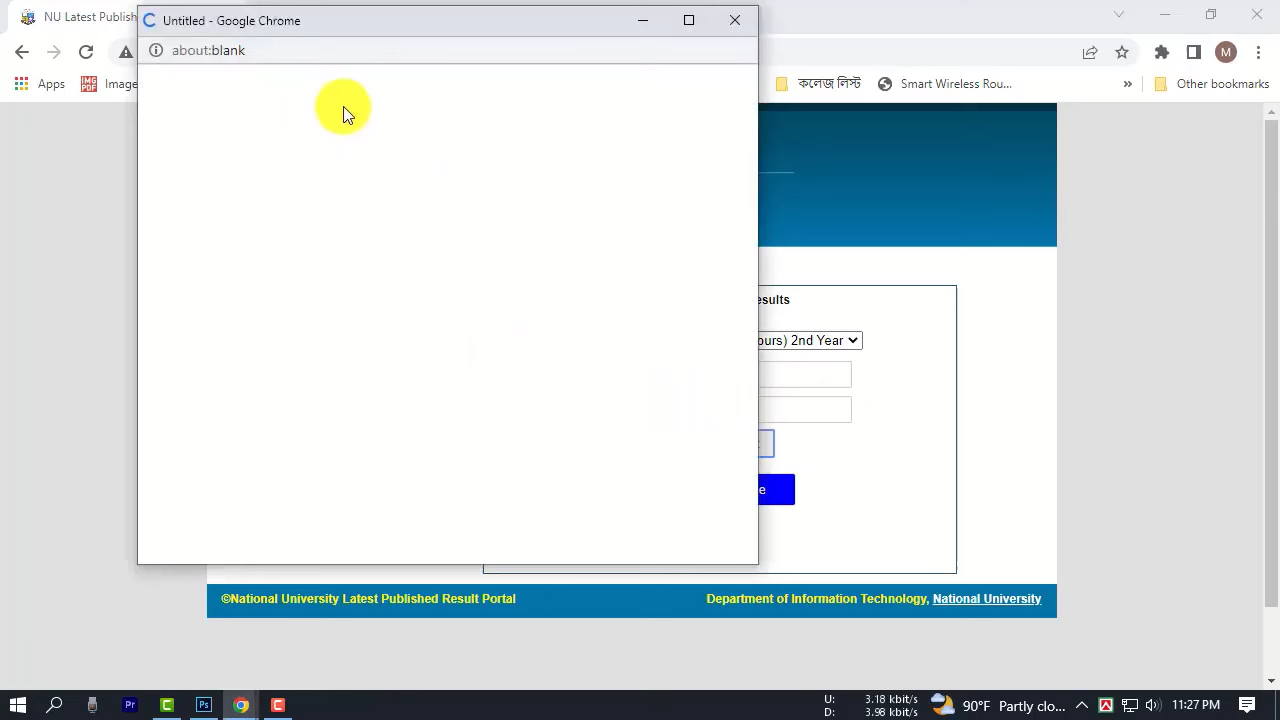 NU Latest Publish
Untitled - Google Chrome
about:blank
M
Apps
Image
কলেজ লিস্ট
Smart Wireless Rou...
»
Other bookmarks
esults
ours) 2nd Year
e
©National University Latest Published Result Portal
Department of Information Technology, National University
Pr
Ps
U: 3.18 kbit/s
D: 3.98 kbit/s
90°F Partly clo...
11:27 PM